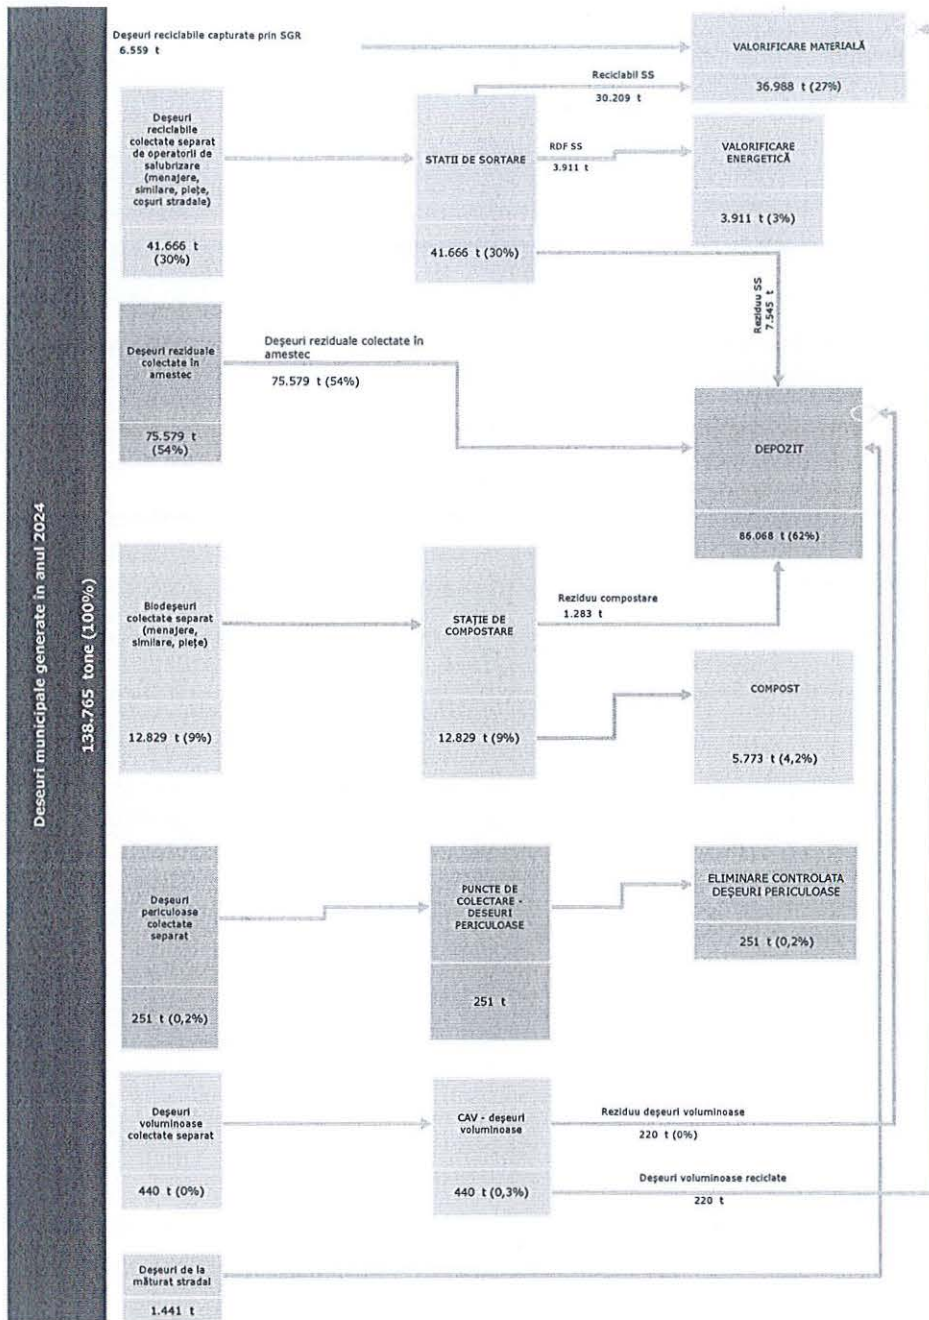 Deseuri municipale generate în anul 2024
138.765 tone (100%)
Deșeuri reciclabile capturate prin SGR
6.559 t
VALORIFICARE MATERIALĂ
36.988 t (27%)
Reciclabil SS
30.209 t
Deșeuri
reciclabile
colectate separat
de operatorii de
salubrizare
(menajere,
similare, piețe,
coșuri stradale)
41.666 t
(30%)
STATII DE SORTARE
41.666 t (30%)
RDF SS
3.911 t
VALORIFICARE
ENERGETICĂ
3.911 t (3%)
Reziduu SS
7.545 t
Deșeuri reziduale
colectate în
amestec
75.579 t
(54%)
Deșeuri reziduale colectate în
amestec
75.579 t (54%)
DEPOZIT
86.068 t (62%)
Biodeșeuri
colectate separat
(menajere,
similare, piețe)
12.829 t (9%)
STAȚIE DE
COMPOSTARE
12.829 t (9%)
Reziduu compostare
1.283 t
COMPOST
5.773 t (4,2%)
Deșeuri
periculoase
colectate
separat
251 t (0,2%)
PUNCTE DE
COLECTARE -
DESEURI
PERICULOASE
251 t
ELIMINARE CONTROLATA
DEȘEURI PERICULOASE
251 t (0,2%)
Deșeuri
voluminoase
colectate separat
440 t (0%)
CAV - deșeuri
voluminoase
440 t (0,3%)
Reziduu deșeuri voluminoase
220 t (0%)
Deșeuri voluminoase reciclate
220 t
Deșeuri de la
măturat stradal
1.441 t